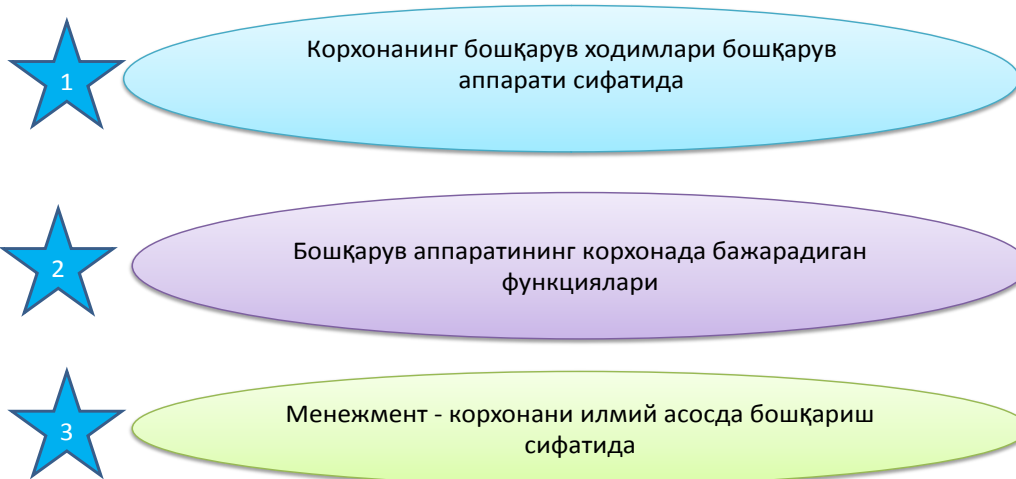 1
Корхонанинг бошқарув ходимлари бошқарув
аппарати сифатида
2
Бошқарув аппаратининг корхонада бажарадиган
функциялари
3
Менежмент - корхонани илмий асосда бошқариш
сифатида